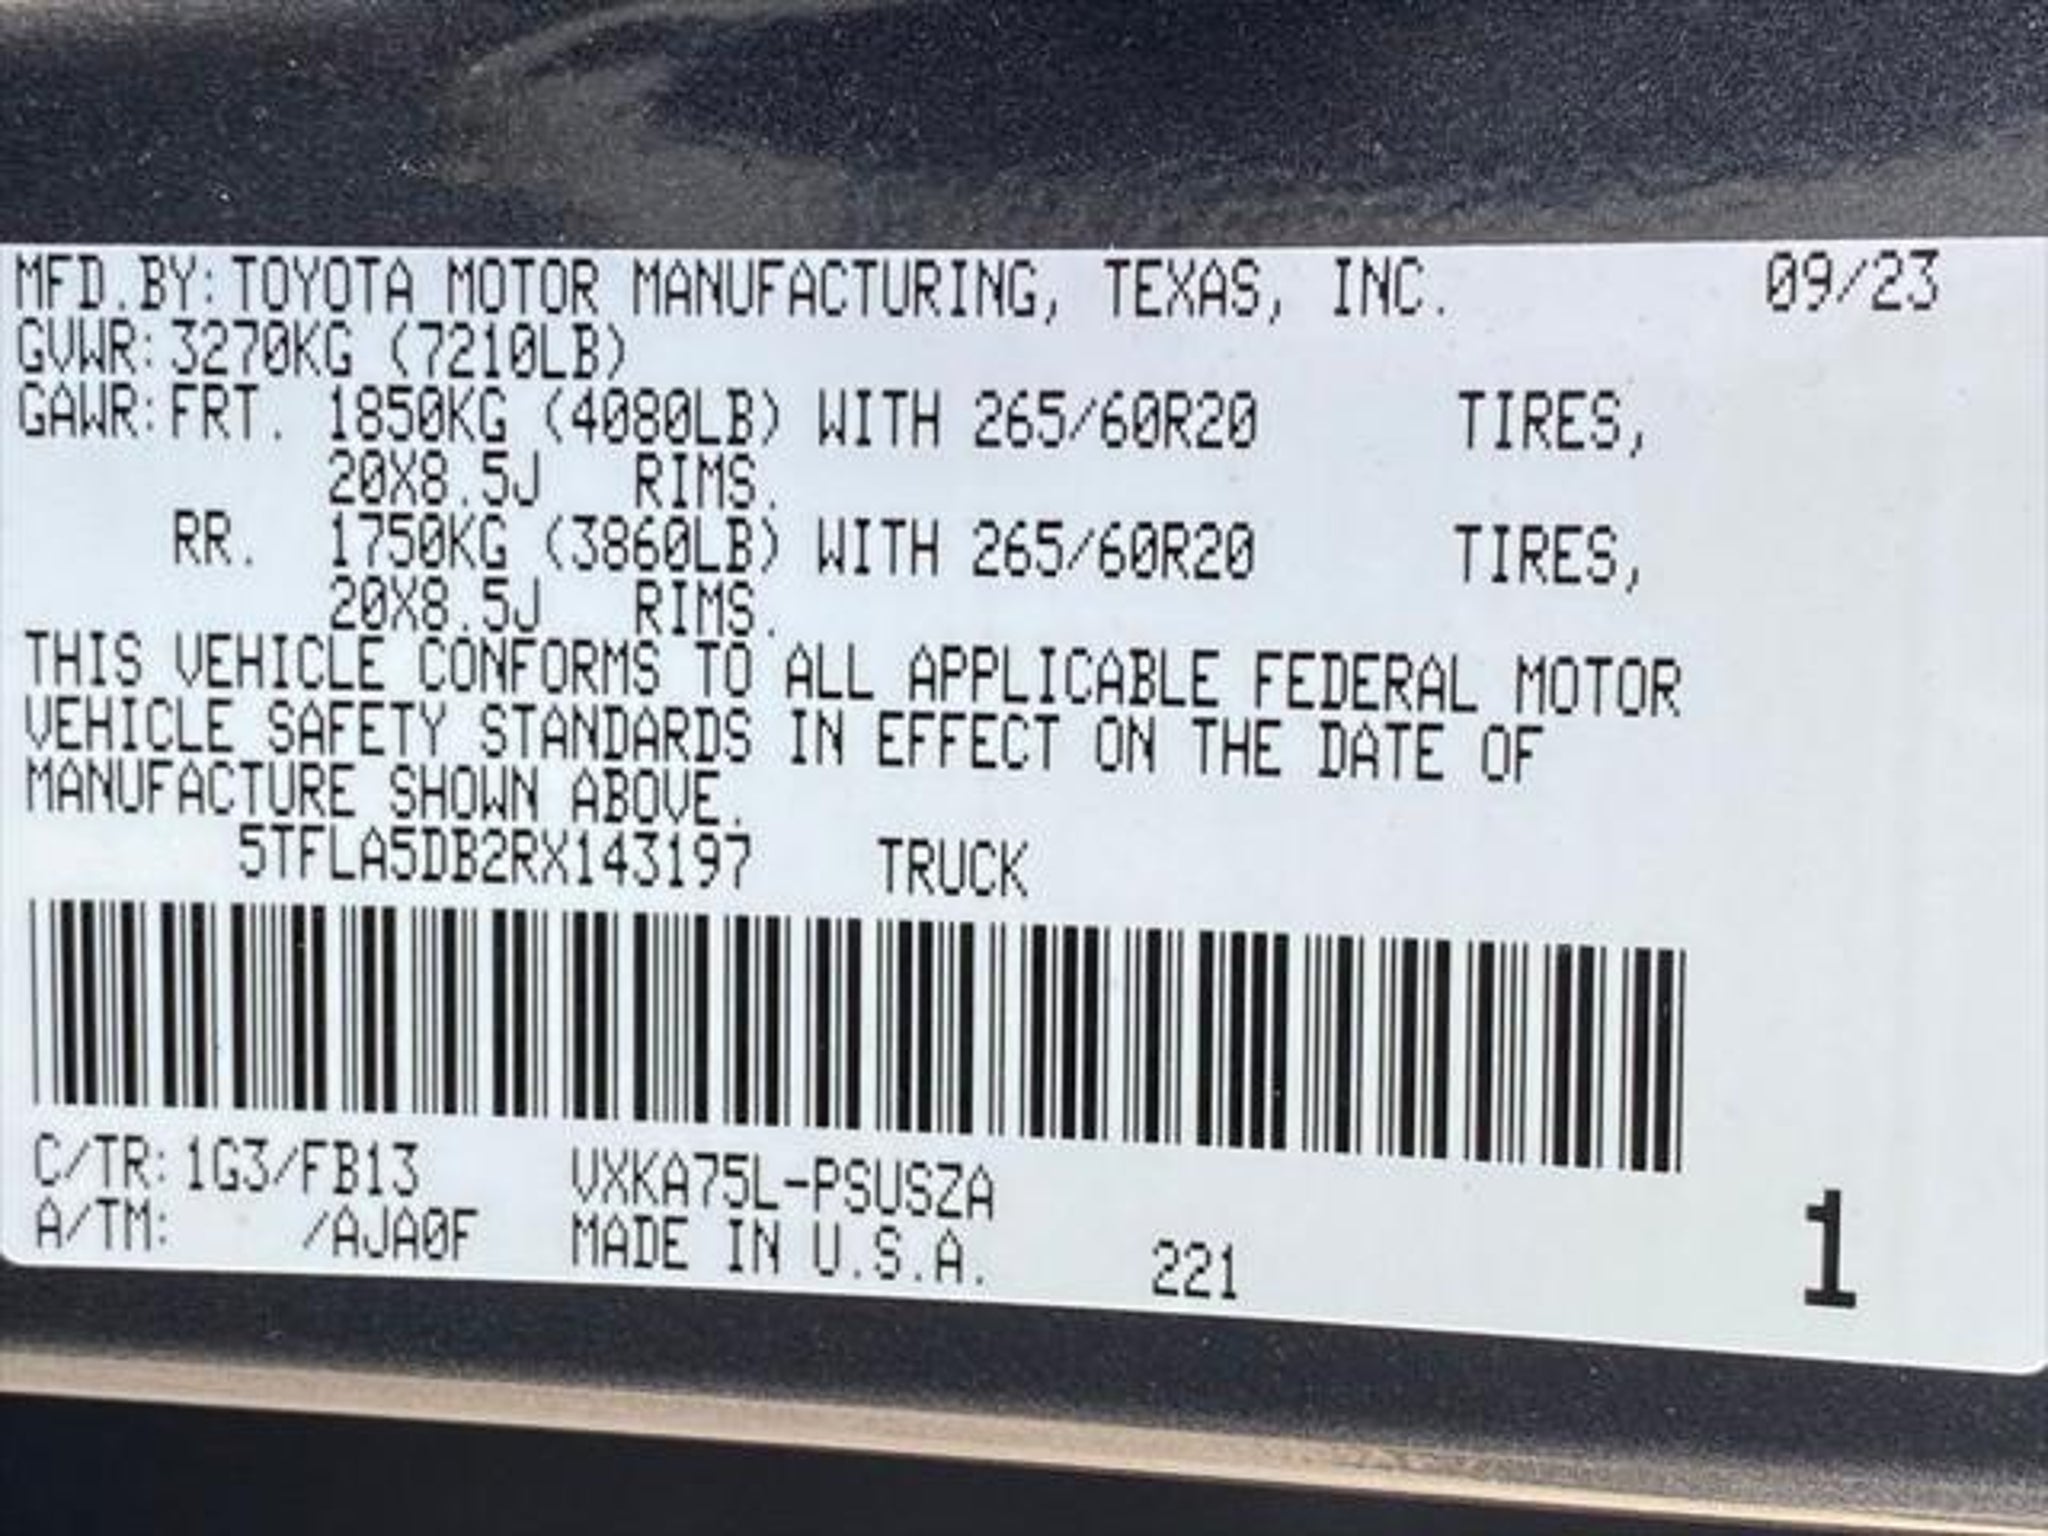 MFD.BY:TOYOTA MOTOR MANUFACTURING, TEXAS, INC. 09/23
GVWR:3270KG (7210LB)
GAWR:FRT. 1850KG (4080LB) WITH 265/60R20 TIRES,
20X8.5J RIMS.
RR. 1750KG (3860LB) WITH 265/60R20 TIRES,
20X8.5J RIMS.
THIS VEHICLE CONFORMS TO ALL APPLICABLE FEDERAL MOTOR
VEHICLE SAFETY STANDARDS IN EFFECT ON THE DATE OF
MANUFACTURE SHOWN ABOVE.
5TFLA5DB2RX143197 TRUCK
C/TR:1G3/FB13 VXKA75L-PSUSZA
A/TM: /AJA0F MADE IN U.S.A. 221 1